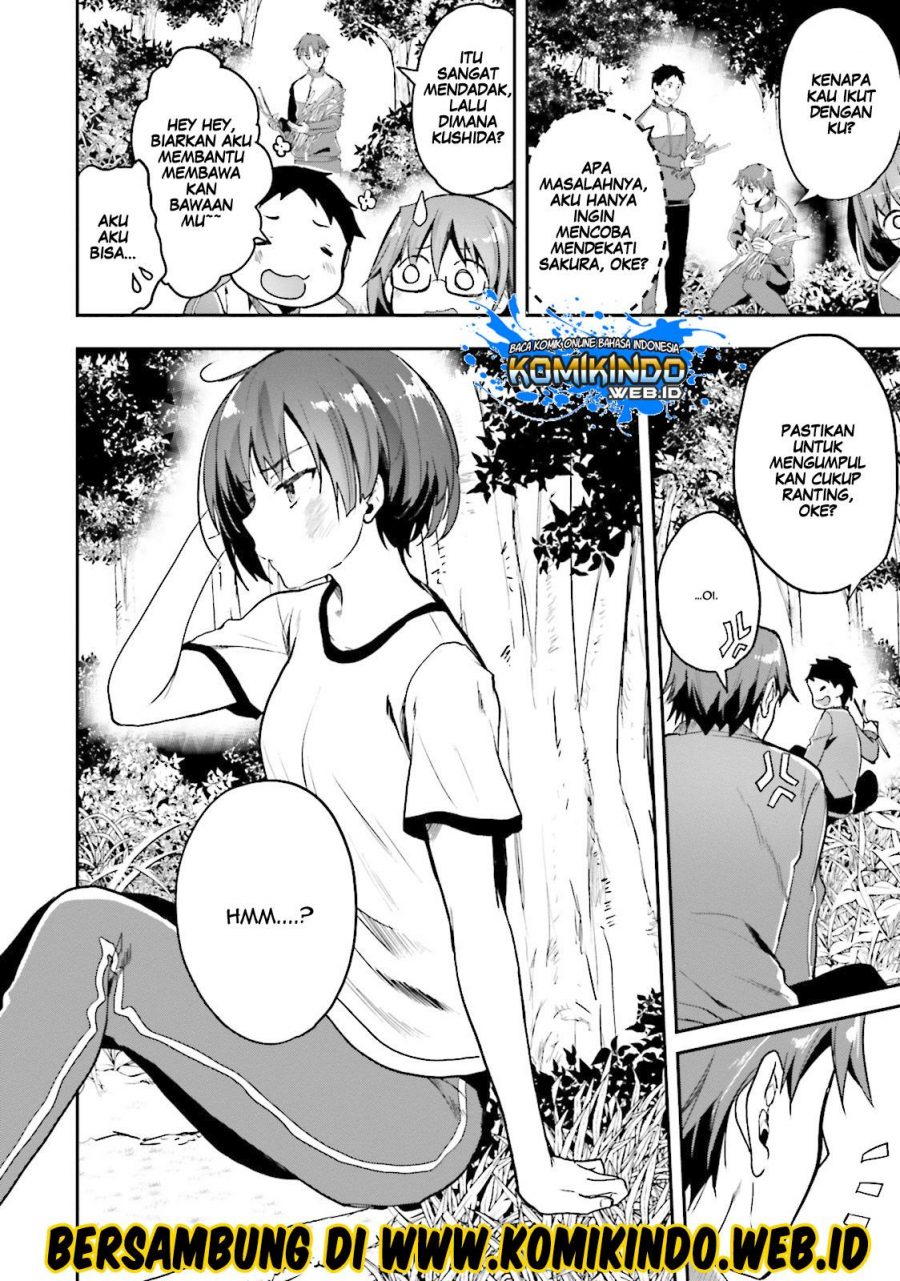 KENAPA
KAU IKUT
DENGAN
KU?
APA
MASALAHNYA,
AKU HANYA
INGIN
MENCOBA
MENDEKATI
SAKURA, OKE?
ITU
SANGAT
MENDADAK,
LALU
DIMANA
KUSHIDA?
HEY HEY,
BIARKAN AKU
MEMBANTU
MEMBAWA
KAN
BAWAAN
MU~~
AKU
AKU
BISA...
BACA KOMIK ONLINE BAHASA INDONESIA
KOMIKINDO
WEB.ID
PASTIKAN
UNTUK
MENGUMPUL
KAN CUKUP
RANTING,
OKE?
...OI.
HMM....?
BERSAMBUNG DI WWW.KOMIKINDO.WEB.ID